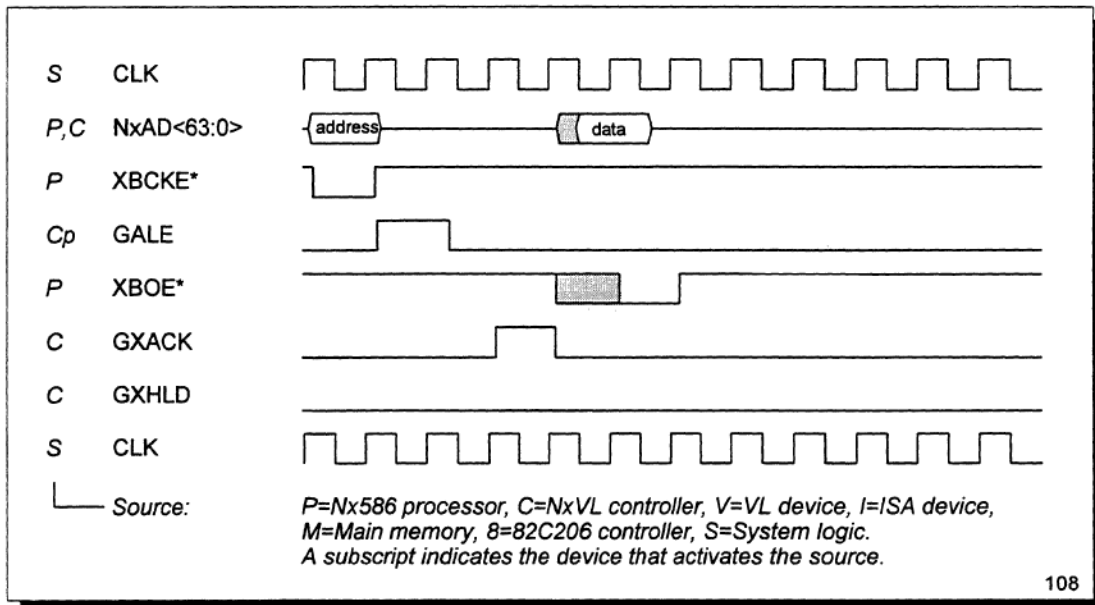 S CLK
P,C NxAD<63:0> address data
P XBCKE*
Cp GALE
P XBOE*
C GXACK
C GXHLD
S CLK
Source: P=Nx586 processor, C=NxVL controller, V=VL device, I=ISA device,
M=Main memory, 8=82C206 controller, S=System logic.
A subscript indicates the device that activates the source.
108